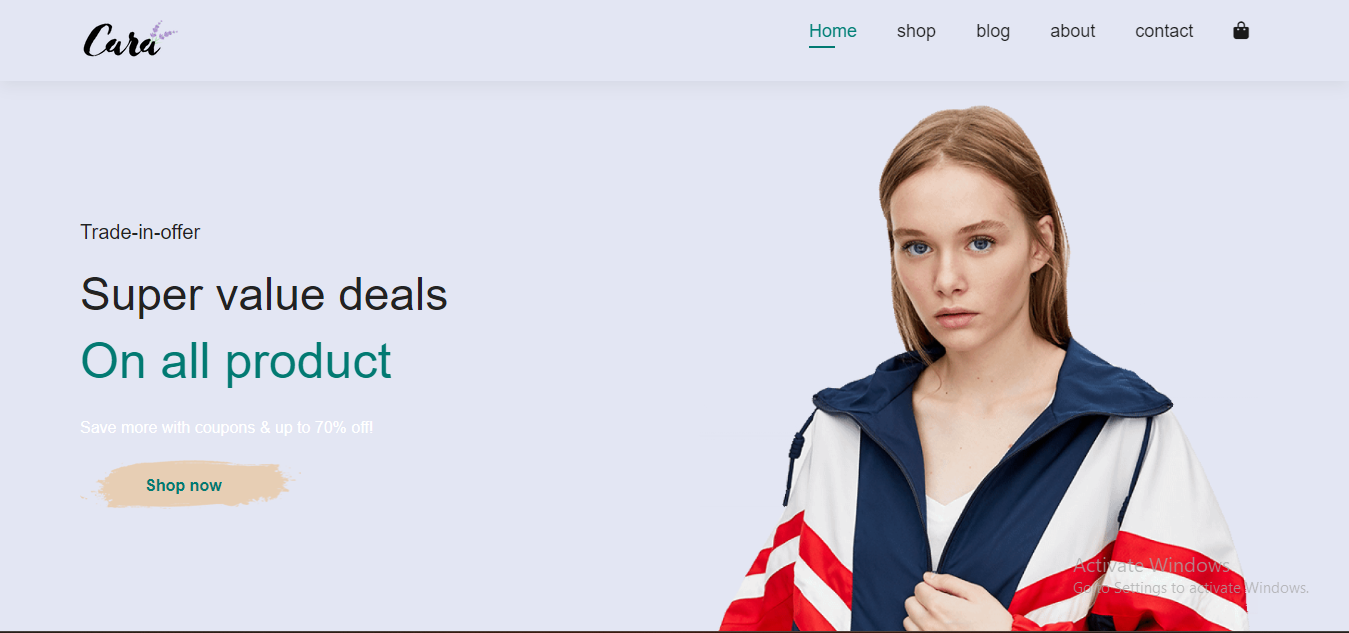 Cara
Home shop blog about contact
Trade-in-offer
Super value deals
On all product
Save more with coupons & up to 70% off!
Shop now
Activate Windows
Go to Settings to activate Windows.